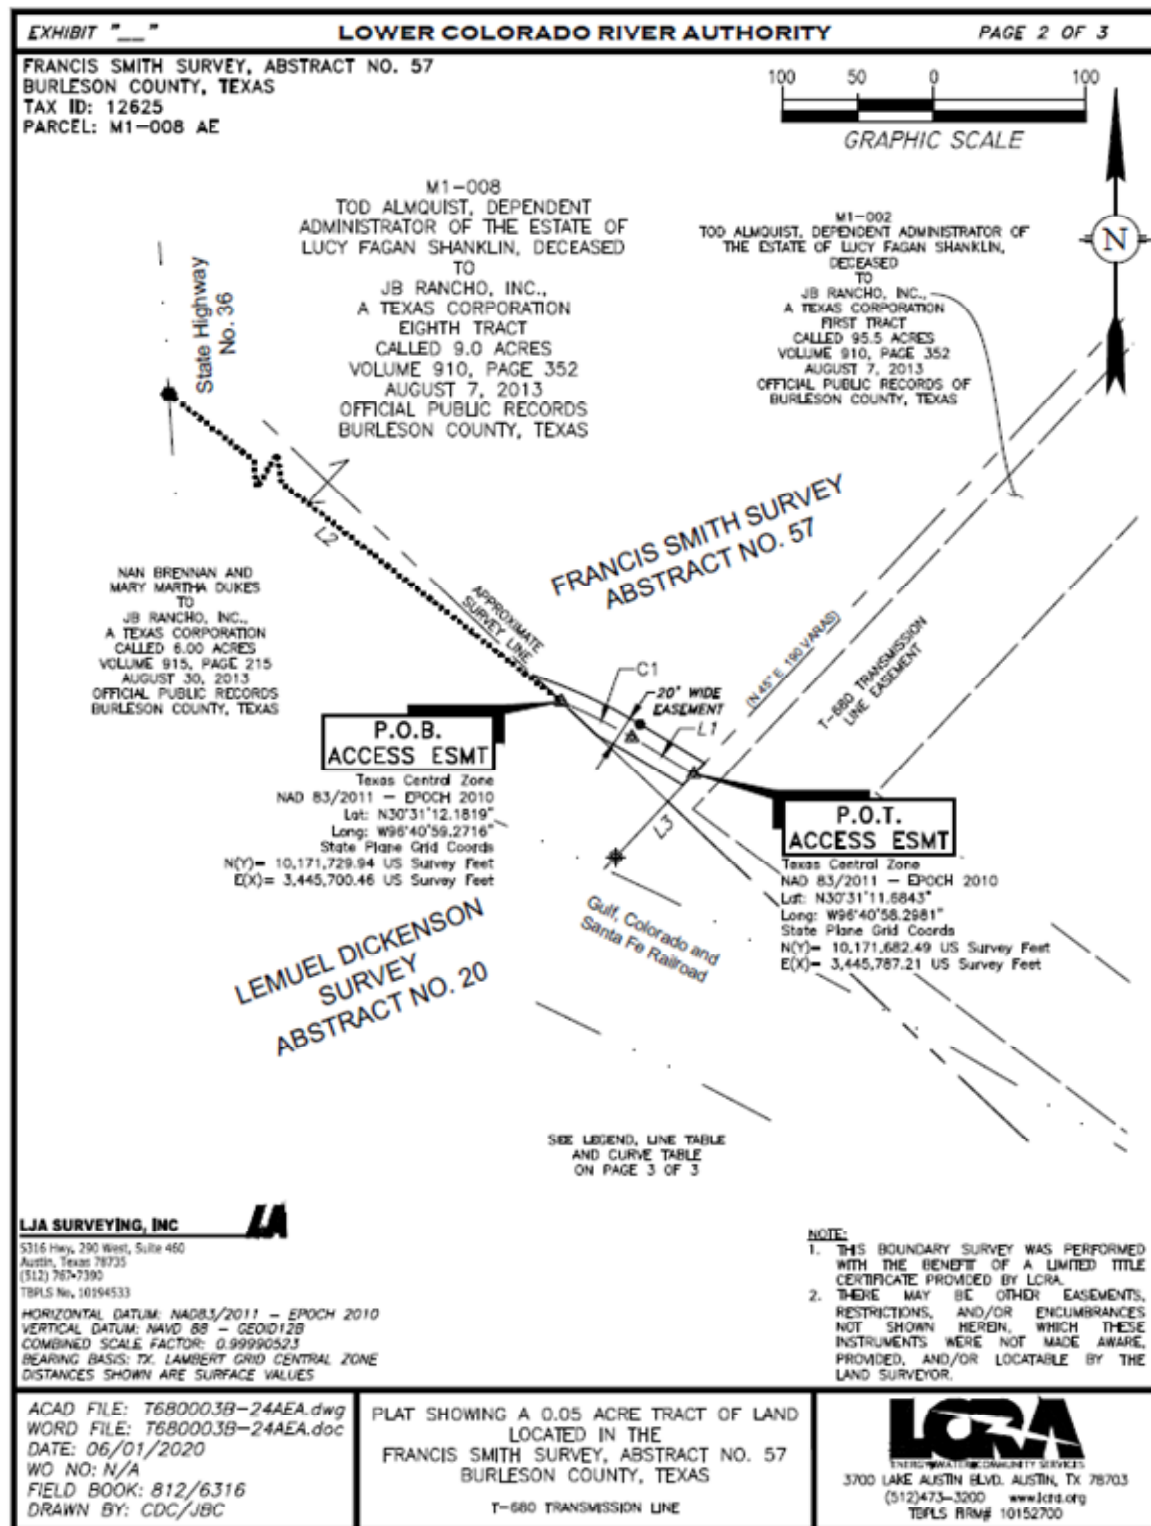 EXHIBIT "__"
LOWER COLORADO RIVER AUTHORITY
PAGE 2 OF 3
FRANCIS SMITH SURVEY, ABSTRACT NO. 57
BURLESON COUNTY, TEXAS
TAX ID: 12625
PARCEL: M1-008 AE
100 50 0 100
GRAPHIC SCALE
N
M1-008
TOD ALMQUIST, DEPENDENT
ADMINISTRATOR OF THE ESTATE OF
LUCY FAGAN SHANKLIN, DECEASED
TO
JB RANCHO, INC.,
A TEXAS CORPORATION
EIGHTH TRACT
CALLED 9.0 ACRES
VOLUME 910, PAGE 352
AUGUST 7, 2013
OFFICIAL PUBLIC RECORDS
BURLESON COUNTY, TEXAS
M1-002
TOD ALMQUIST, DEPENDENT ADMINISTRATOR OF
THE ESTATE OF LUCY FAGAN SHANKLIN,
DECEASED
TO
JB RANCHO, INC.,
A TEXAS CORPORATION
FIRST TRACT
CALLED 95.5 ACRES
VOLUME 910, PAGE 352
AUGUST 7, 2013
OFFICIAL PUBLIC RECORDS OF
BURLESON COUNTY, TEXAS
State Highway
No. 36
L2
FRANCIS SMITH SURVEY
ABSTRACT NO. 57
NAN BRENNAN AND
MARY MARTHA DUKES
TO
JB RANCHO, INC.,
A TEXAS CORPORATION
CALLED 6.00 ACRES
VOLUME 915, PAGE 215
AUGUST 30, 2013
OFFICIAL PUBLIC RECORDS
BURLESON COUNTY, TEXAS
APPROXIMATE
SURVEY LINE
C1
20' WIDE
EASEMENT
L1
(N 45° E 190 VARAS)
T-680 TRANSMISSION
LINE EASEMENT
P.O.B.
ACCESS ESMT
Texas Central Zone
NAD 83/2011 - EPOCH 2010
Lat: N30°31'12.1819"
Long: W96°40'59.2716"
State Plane Grid Coords
N(Y)= 10,171,729.94 US Survey Feet
E(X)= 3,445,700.46 US Survey Feet
L3
P.O.T.
ACCESS ESMT
Texas Central Zone
NAD 83/2011 - EPOCH 2010
Lat: N30°31'11.6843"
Long: W96°40'58.2981"
State Plane Grid Coords
N(Y)= 10,171,682.49 US Survey Feet
E(X)= 3,445,787.21 US Survey Feet
Gulf, Colorado and
Santa Fe Railroad
LEMUEL DICKENSON
SURVEY
ABSTRACT NO. 20
SEE LEGEND, LINE TABLE
AND CURVE TABLE
ON PAGE 3 OF 3
LJA SURVEYING, INC
5316 Hwy. 290 West, Suite 460
Austin, Texas 78735
(512) 767-7390
TBPLS No. 10194533
HORIZONTAL DATUM: NAD83/2011 - EPOCH 2010
VERTICAL DATUM: NAVD 88 - GEOID12B
COMBINED SCALE FACTOR: 0.99990523
BEARING BASIS: TX. LAMBERT GRID CENTRAL ZONE
DISTANCES SHOWN ARE SURFACE VALUES
NOTE:
1. THIS BOUNDARY SURVEY WAS PERFORMED
WITH THE BENEFIT OF A LIMITED TITLE
CERTIFICATE PROVIDED BY LCRA.
2. THERE MAY BE OTHER EASEMENTS,
RESTRICTIONS, AND/OR ENCUMBRANCES
NOT SHOWN HEREIN, WHICH THESE
INSTRUMENTS WERE NOT MADE AWARE,
PROVIDED, AND/OR LOCATABLE BY THE
LAND SURVEYOR.
ACAD FILE: T680003B-24AEA.dwg
WORD FILE: T680003B-24AEA.doc
DATE: 06/01/2020
WO NO: N/A
FIELD BOOK: 812/6316
DRAWN BY: CDC/JBC
PLAT SHOWING A 0.05 ACRE TRACT OF LAND
LOCATED IN THE
FRANCIS SMITH SURVEY, ABSTRACT NO. 57
BURLESON COUNTY, TEXAS
T-680 TRANSMISSION LINE
LCRA
ENERGY•WATER•COMMUNITY SERVICES
3700 LAKE AUSTIN BLVD. AUSTIN, TX 78703
(512)473-3200 www.lcra.org
TBPLS FIRM# 10152700